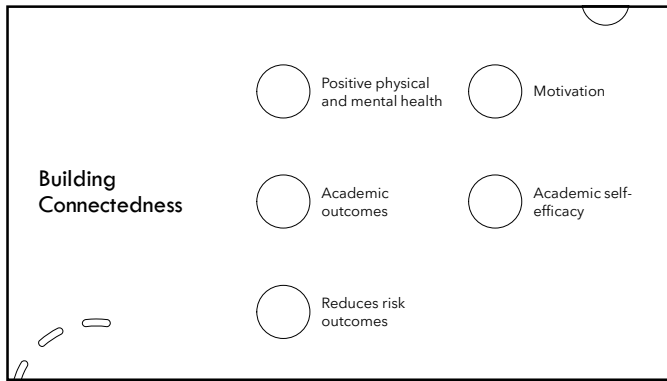 Building
Connectedness
Positive physical
and mental health
Motivation
Academic
outcomes
Academic self-
efficacy
Reduces risk
outcomes